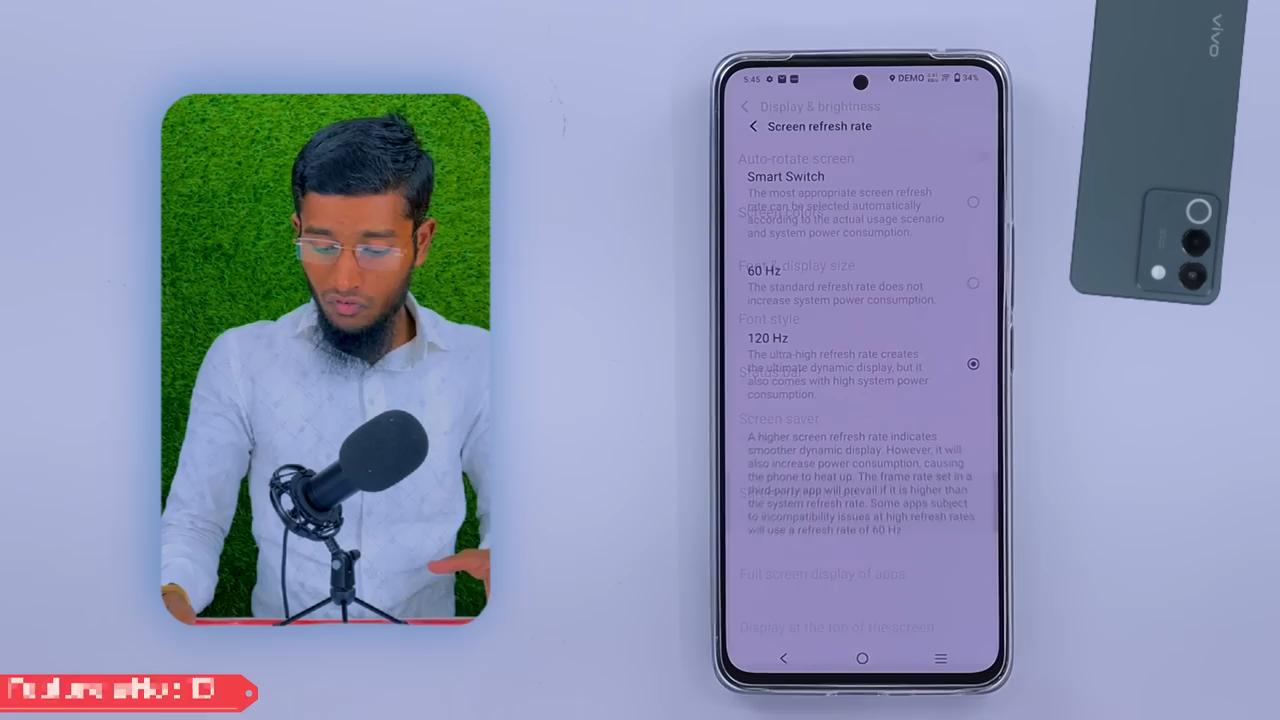 vivo
5:45
DEMO
34%
Display & brightness
Screen refresh rate
Auto-rotate screen
Smart Switch
The most appropriate screen refresh
rate can be selected automatically
Screen colors
according to the actual usage scenario
and system power consumption.
Font & display size
60 Hz
The standard refresh rate does not
increase system power consumption.
Font style
120 Hz
The ultra-high refresh rate creates
the ultimate dynamic display, but it
Status bar
also comes with high system power
consumption.
Screen saver
A higher screen refresh rate indicates
smoother dynamic display. However, it will
also increase power consumption, causing
the phone to heat up. The frame rate set in a
third-party app will prevail if it is higher than
the system refresh rate. Some apps subject
to incompatibility issues at high refresh rates
will use a refresh rate of 60 Hz
Full screen display of apps
Display at the top of the screen